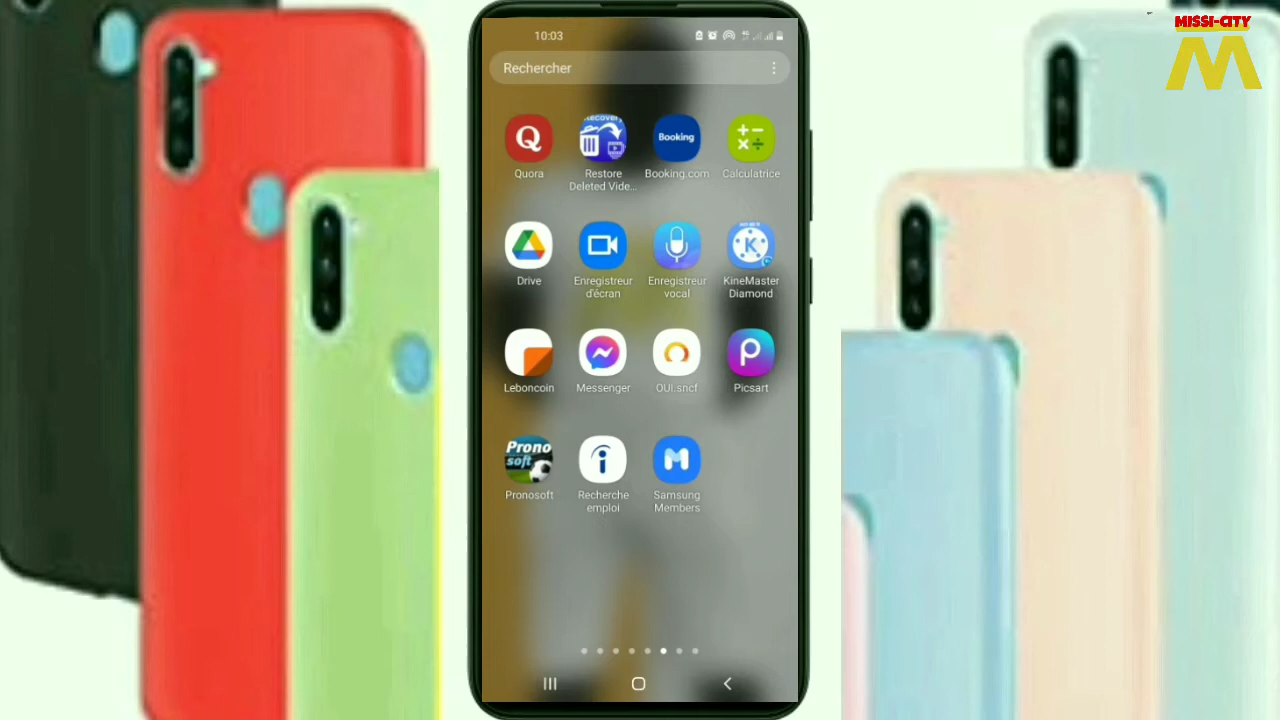 MISSI-CITY
M
10:03
Rechercher
Recovery
Booking
Quora
Restore
Deleted Vide...
Booking.com
Calculatrice
K
Drive
Enregistreur
d'écran
Enregistreur
vocal
KineMaster
Diamond
Leboncoin
Messenger
OUI.sncf
Picsart
Prono
soft
Pronosoft
Recherche
emploi
Samsung
Members